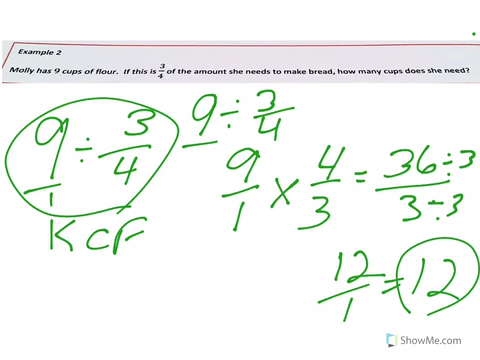 Example 2
Molly has 9 cups of flour. If this is 3/4 of the amount she needs to make bread, how many cups does she need?
9/1 ÷ 3/4
KCF
9 ÷ 3/4
9/1 × 4/3 = 36÷3/3÷3
12/1 = 12
ShowMe.com